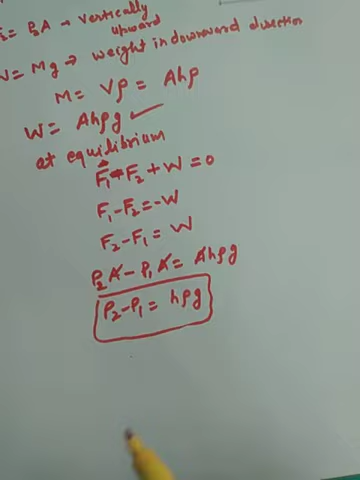 F₂ = P₂A → vertically
upward
W = Mg → weight in downward direction
M = Vρ = Ahρ
W = Ahρg ✓
at equilibrium
F₁ - F₂ + W = 0
F₁ - F₂ = -W
F₂ - F₁ = W
P₂A - P₁A = Ahρg
P₂ - P₁ = hρg